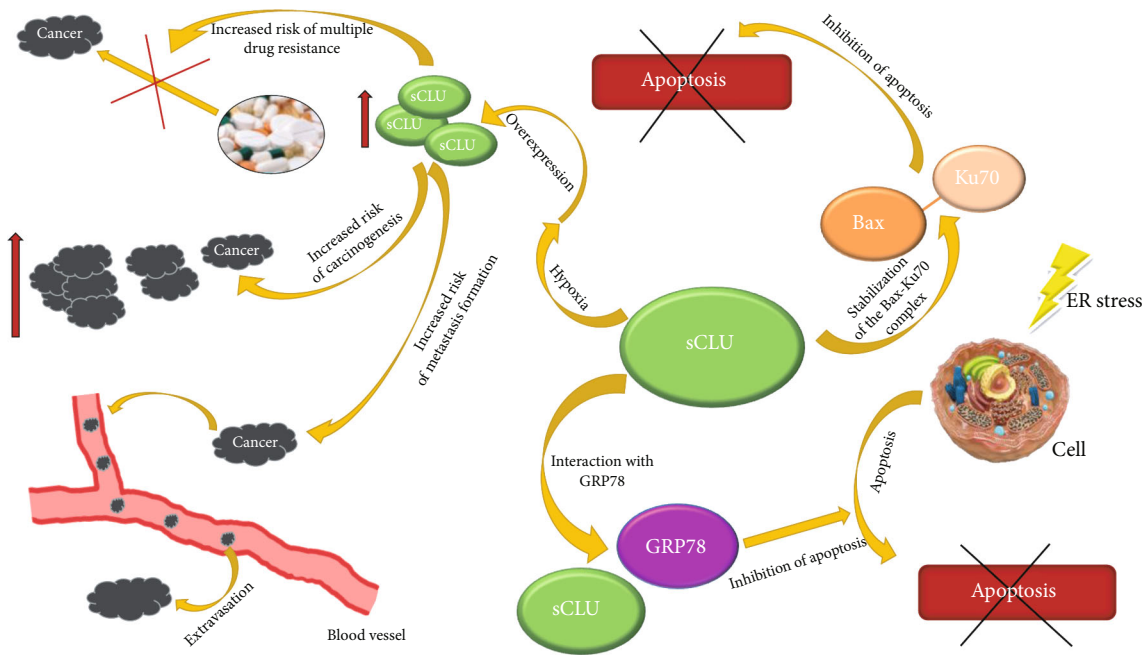 Cancer
Increased risk of multiple
drug resistance
sCLU
sCLU
sCLU
Overexpression
Hypoxia
Apoptosis
Inhibition of apoptosis
Ku70
Bax
Stabilization
of the Bax-Ku70
complex
ER stress
Cell
sCLU
Increased risk
of carcinogenesis
Cancer
Increased risk
of metastasis formation
Cancer
Extravasation
Blood vessel
Interaction with
GRP78
GRP78
sCLU
Inhibition of apoptosis
Apoptosis
Apoptosis